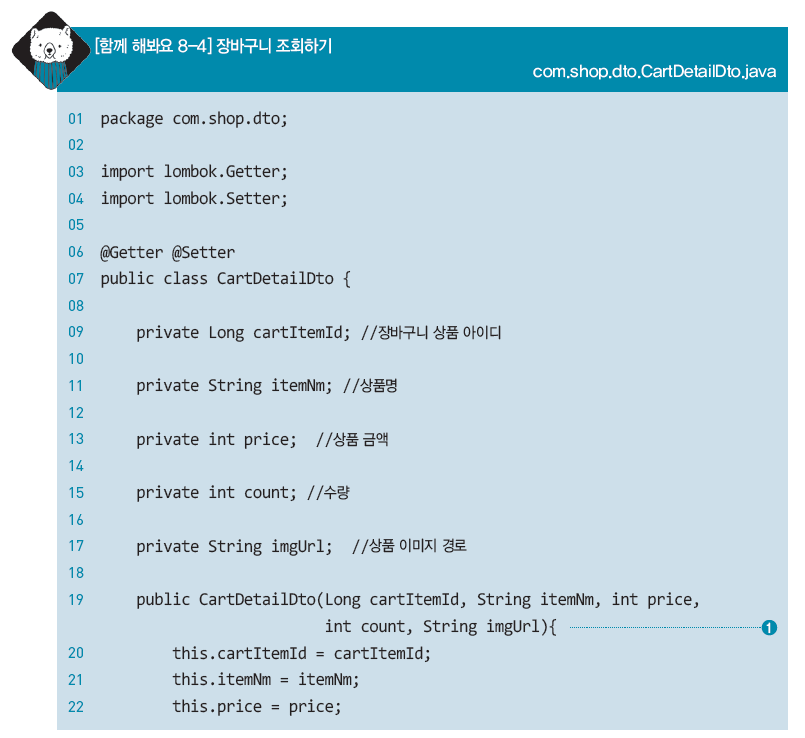 [함께 해봐요 8-4] 장바구니 조회하기
com.shop.dto.CartDetailDto.java
01 package com.shop.dto;
02
03 import lombok.Getter;
04 import lombok.Setter;
05
06 @Getter @Setter
07 public class CartDetailDto {
08
09 private Long cartItemId; //장바구니 상품 아이디
10
11 private String itemNm; //상품명
12
13 private int price; //상품 금액
14
15 private int count; //수량
16
17 private String imgUrl; //상품 이미지 경로
18
19 public CartDetailDto(Long cartItemId, String itemNm, int price,
int count, String imgUrl){ ❶
20 this.cartItemId = cartItemId;
21 this.itemNm = itemNm;
22 this.price = price;